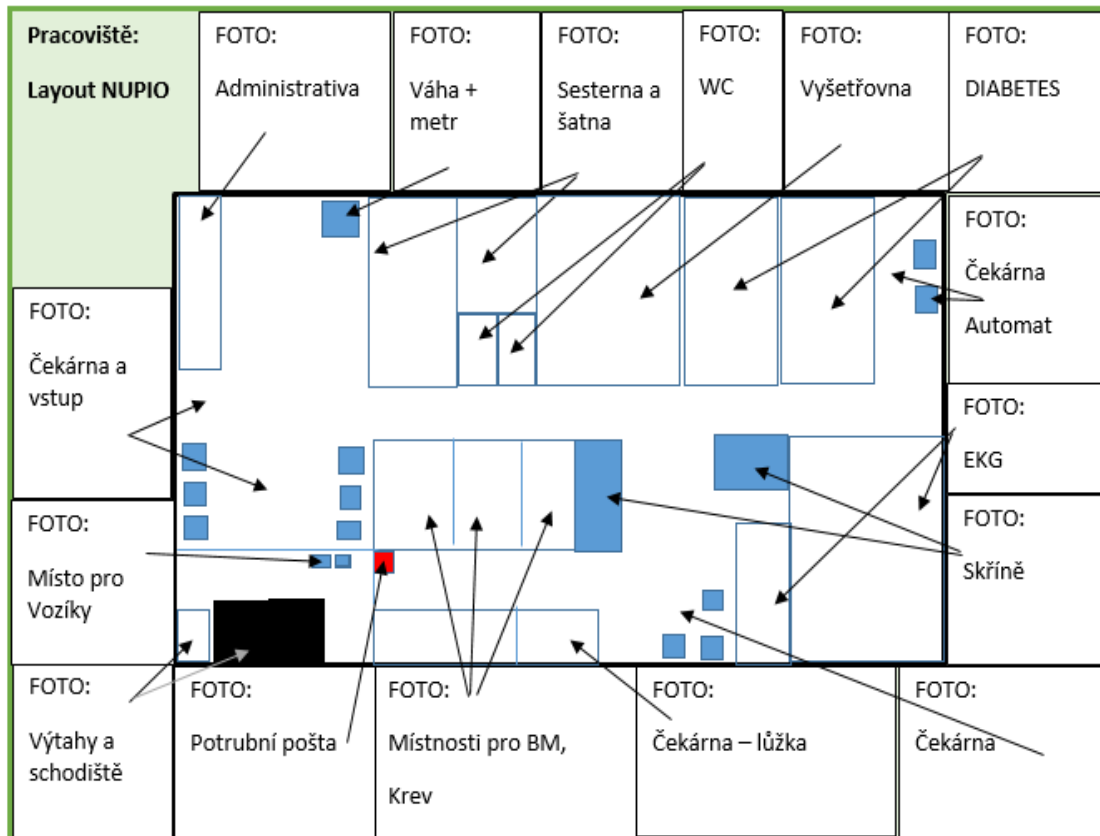 Pracoviště:
Layout NUPIO
FOTO:
Administrativa
FOTO:
Váha +
metr
FOTO:
Sesterna a
šatna
FOTO:
WC
FOTO:
Vyšetřovna
FOTO:
DIABETES
FOTO:
Čekárna
Automat
FOTO:
Čekárna a
vstup
FOTO:
EKG
FOTO:
Místo pro
Vozíky
FOTO:
Skříně
FOTO:
Výtahy a
schodiště
FOTO:
Potrubní pošta
FOTO:
Místnosti pro BM,
Krev
FOTO:
Čekárna – lůžka
FOTO:
Čekárna